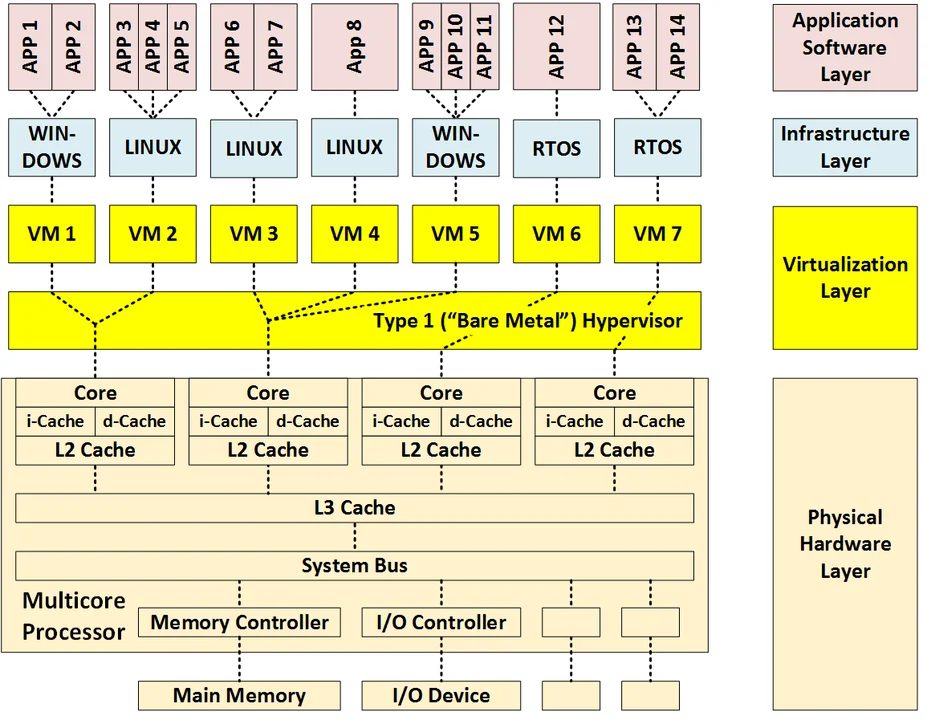 APP 1
APP 2
APP 3
APP 4
APP 5
APP 6
APP 7
App 8
APP 9
APP 10
APP 11
APP 12
APP 13
APP 14
Application
Software
Layer
WIN-
DOWS
LINUX
LINUX
LINUX
WIN-
DOWS
RTOS
RTOS
Infrastructure
Layer
VM 1
VM 2
VM 3
VM 4
VM 5
VM 6
VM 7
Virtualization
Layer
Type 1 (“Bare Metal”) Hypervisor
Core
Core
Core
Core
i-Cache
d-Cache
i-Cache
d-Cache
i-Cache
d-Cache
i-Cache
d-Cache
L2 Cache
L2 Cache
L2 Cache
L2 Cache
L3 Cache
System Bus
Multicore
Processor
Memory Controller
I/O Controller
Main Memory
I/O Device
Physical
Hardware
Layer